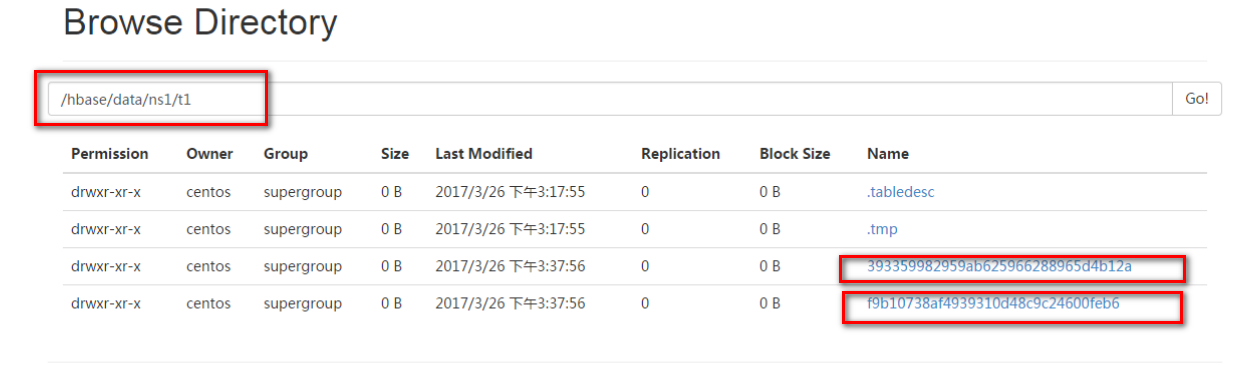 Browse Directory
/hbase/data/ns1/t1 Go!
Permission Owner Group Size Last Modified Replication Block Size Name
drwxr-xr-x centos supergroup 0 B 2017/3/26 下午3:17:55 0 0 B .tabledesc
drwxr-xr-x centos supergroup 0 B 2017/3/26 下午3:17:55 0 0 B .tmp
drwxr-xr-x centos supergroup 0 B 2017/3/26 下午3:37:56 0 0 B 393359982959ab625966288965d4b12a
drwxr-xr-x centos supergroup 0 B 2017/3/26 下午3:37:56 0 0 B f9b10738af4939310d48c9c24600feb6